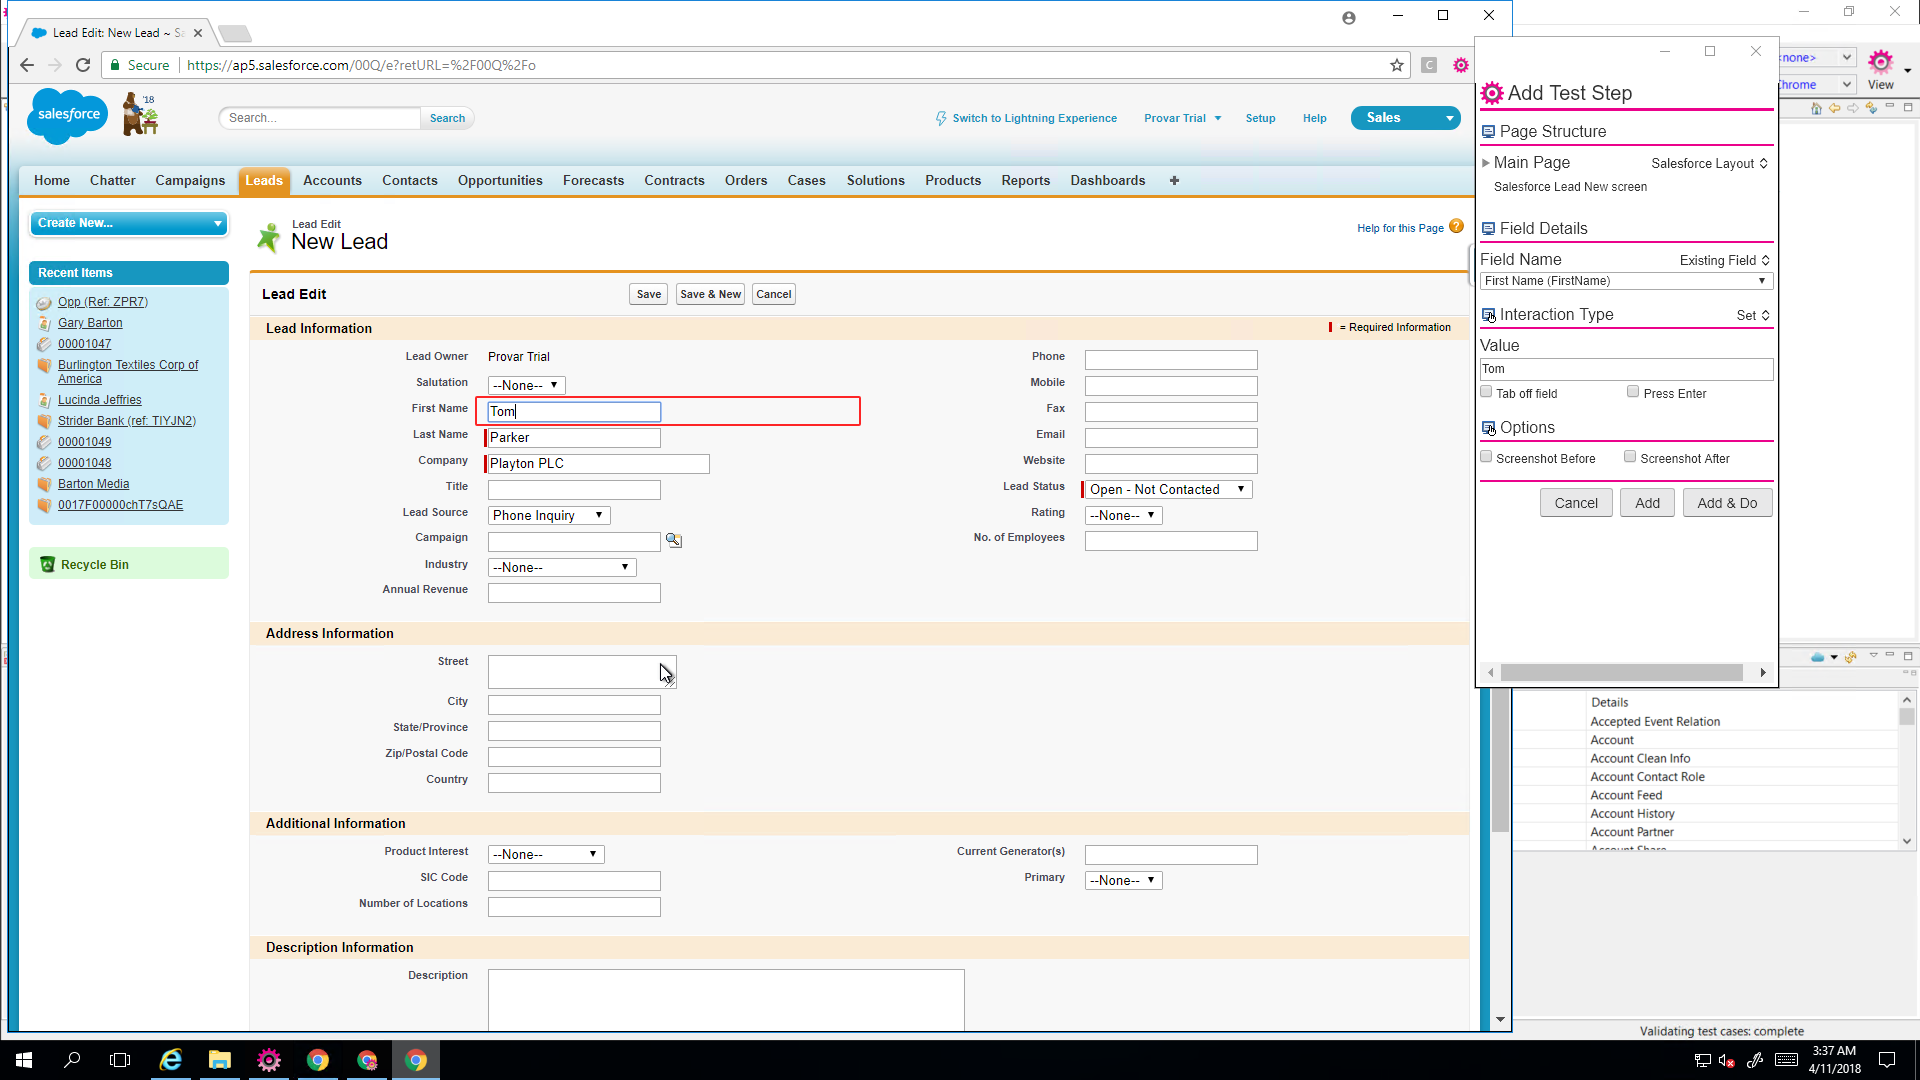 Lead Edit: New Lead ~ Sa
Secure
https://ap5.salesforce.com/00Q/e?retURL=%2F00Q%2Fo
C
salesforce
'18
Search...
Search
Switch to Lightning Experience
Provar Trial
Setup
Help
Sales
Home
Chatter
Campaigns
Leads
Accounts
Contacts
Opportunities
Forecasts
Contracts
Orders
Cases
Solutions
Products
Reports
Dashboards
+
Create New...
Recent Items
Opp (Ref: ZPR7)
Gary Barton
00001047
Burlington Textiles Corp of
America
Lucinda Jeffries
Strider Bank (ref: TIYJN2)
00001049
00001048
Barton Media
0017F00000chT7sQAE
Recycle Bin
Lead Edit
New Lead
Help for this Page
?
Lead Edit
Save
Save & New
Cancel
Lead Information
= Required Information
Lead Owner
Provar Trial
Salutation
--None--
First Name
Tom
Last Name
Parker
Company
Playton PLC
Title
Lead Source
Phone Inquiry
Campaign
Industry
--None--
Annual Revenue
Phone
Mobile
Fax
Email
Website
Lead Status
Open - Not Contacted
Rating
--None--
No. of Employees
Address Information
Street
City
State/Province
Zip/Postal Code
Country
Additional Information
Product Interest
--None--
SIC Code
Number of Locations
Current Generator(s)
Primary
--None--
Description Information
Description
Add Test Step
Page Structure
Main Page
Salesforce Layout
Salesforce Lead New screen
Field Details
Field Name
Existing Field
First Name (FirstName)
Interaction Type
Set
Value
Tom
Tab off field
Press Enter
Options
Screenshot Before
Screenshot After
Cancel
Add
Add & Do
<none>
Chrome
View
Details
Accepted Event Relation
Account
Account Clean Info
Account Contact Role
Account Feed
Account History
Account Partner
Account Share
Validating test cases: complete
3:37 AM
4/11/2018